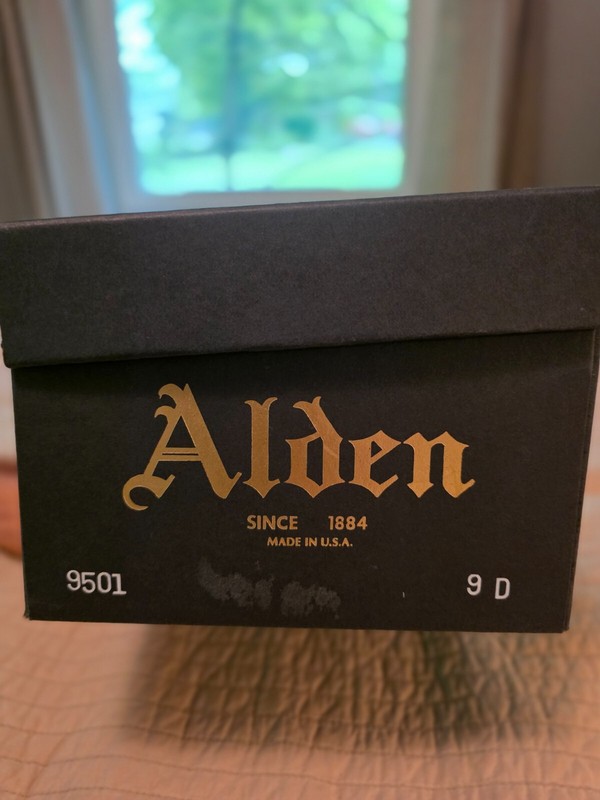 Alden
SINCE 1884
MADE IN U.S.A.
9501 9 D